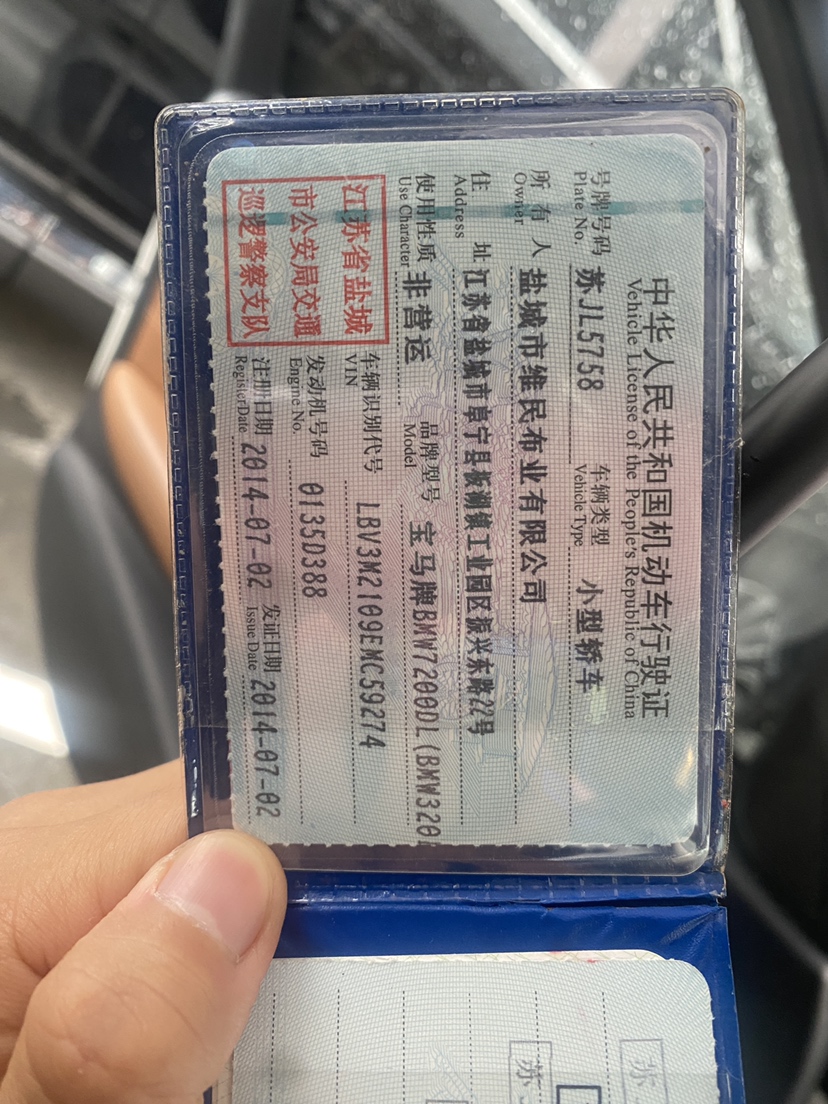 中华人民共和国机动车行驶证
Vehicle License of the People's Republic of China
号牌号码 苏JL5758 车辆类型 小型轿车
Plate No. Vehicle Type
所有人 盐城市维民布业有限公司
Owner
住址 江苏省盐城市阜宁县板湖镇工业园区振兴东路22号
Address
使用性质 非营运 品牌型号 宝马牌BMW7200DL(BMW320
Use Character Model
江苏省盐城
市公安局交通
巡逻警察支队
车辆识别代号 LBV3M2109EMC59274
VIN
发动机号码 0135D388
Engine No.
注册日期 2014-07-02 发证日期 2014-07-02
Register Date Issue Date
苏
苏